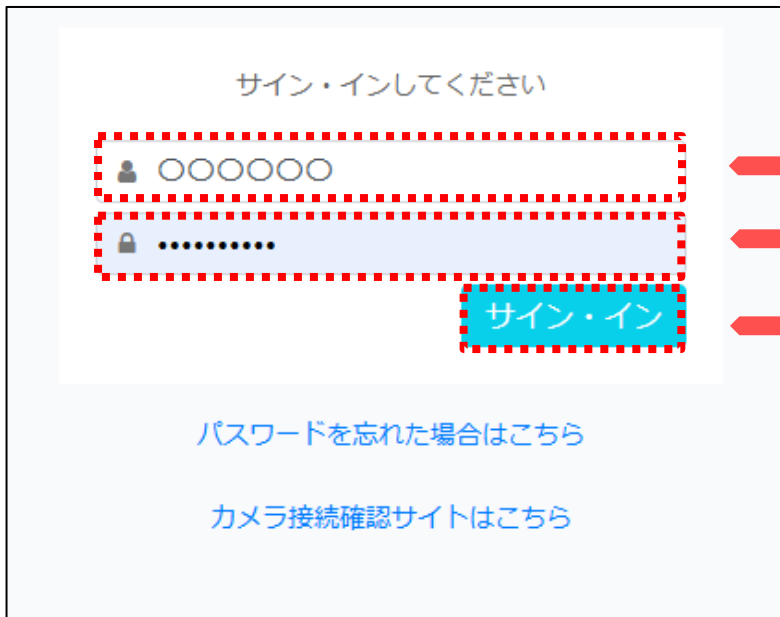 サイン・インしてください
〇〇〇〇〇〇
••••••••••
サイン・イン
パスワードを忘れた場合はこちら
カメラ接続確認サイトはこちら